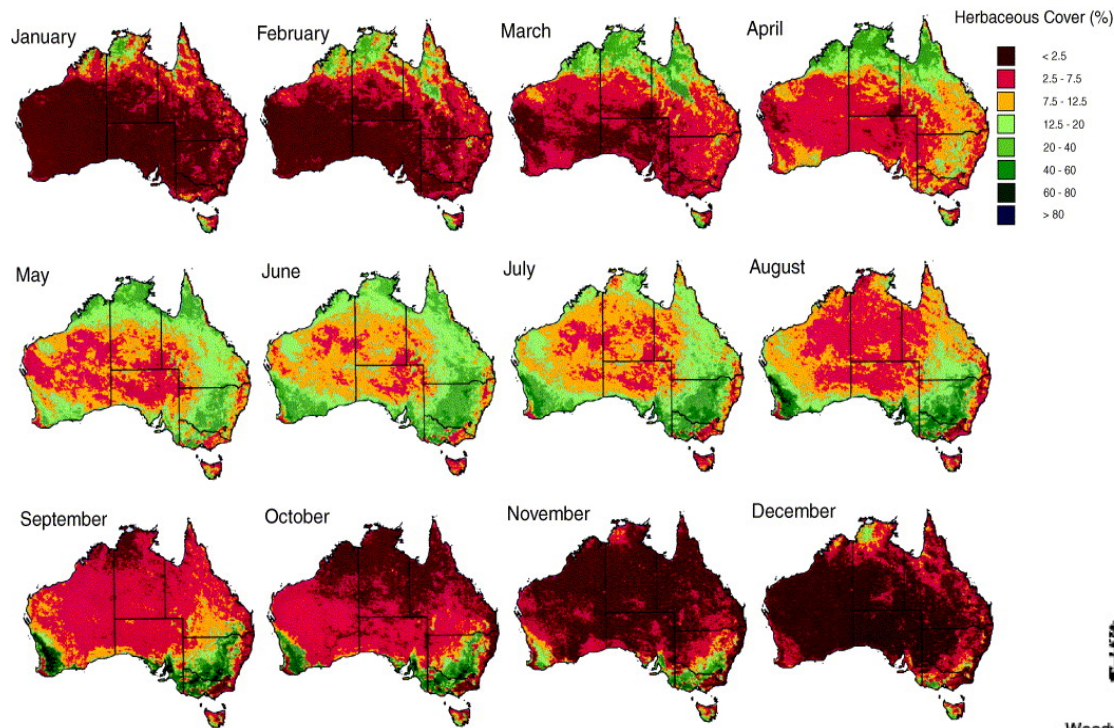 January
February
March
April
Herbaceous Cover (%)
< 2.5
2.5 - 7.5
7.5 - 12.5
12.5 - 20
20 - 40
40 - 60
60 - 80
> 80
May
June
July
August
September
October
November
December